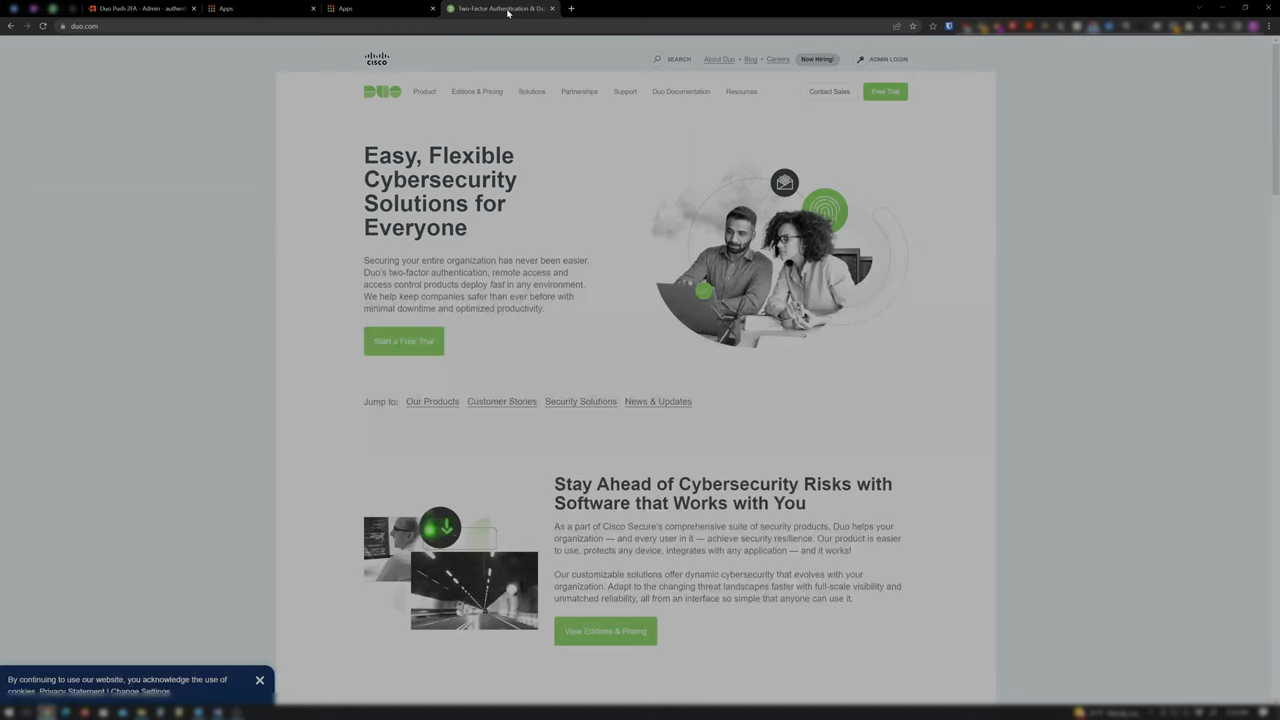 Duo Push 2FA - Admin - authent
Apps
Apps
Two-Factor Authentication & Da
duo.com
CISCO
SEARCH
About Duo • Blog • Careers
Now Hiring!
ADMIN LOGIN
DUO
Product
Editions & Pricing
Solutions
Partnerships
Support
Duo Documentation
Resources
Contact Sales
Free Trial
Easy, Flexible
Cybersecurity
Solutions for
Everyone
Securing your entire organization has never been easier.
Duo's two-factor authentication, remote access and
access control products deploy fast in any environment.
We help keep companies safer than ever before with
minimal downtime and optimized productivity.
Start a Free Trial
Jump to: Our Products Customer Stories Security Solutions News & Updates
Stay Ahead of Cybersecurity Risks with
Software that Works with You
As a part of Cisco Secure's comprehensive suite of security products, Duo helps your
organization — and every user in it — achieve security resilience. Our product is easier
to use, protects any device, integrates with any application — and it works!
Our customizable solutions offer dynamic cybersecurity that evolves with your
organization. Adapt to the changing threat landscapes faster with full-scale visibility and
unmatched reliability, all from an interface so simple that anyone can use it.
View Editions & Pricing
By continuing to use our website, you acknowledge the use of
cookies. Privacy Statement | Change Settings